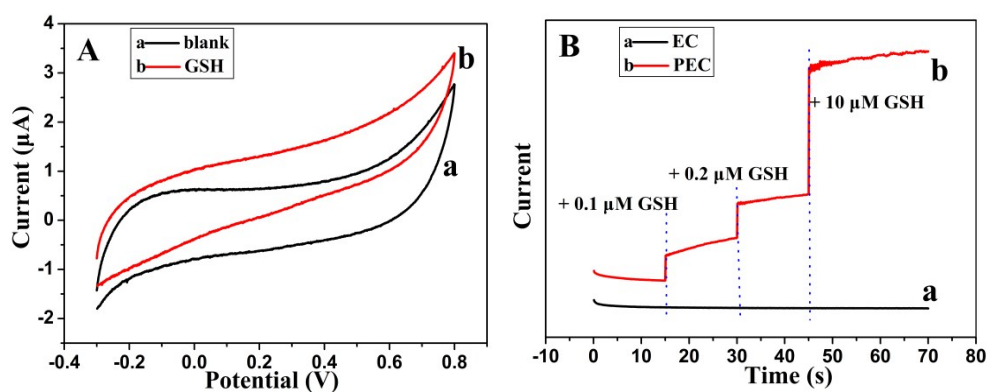 A
a blank
b GSH
b
a
4
3
2
1
0
-1
-2
-0.4 -0.2 0.0 0.2 0.4 0.6 0.8
Current (μA)
Potential (V)
B
a EC
b PEC
b
+ 10 μM GSH
+ 0.2 μM GSH
+ 0.1 μM GSH
a
-10 0 10 20 30 40 50 60 70 80
Current
Time (s)